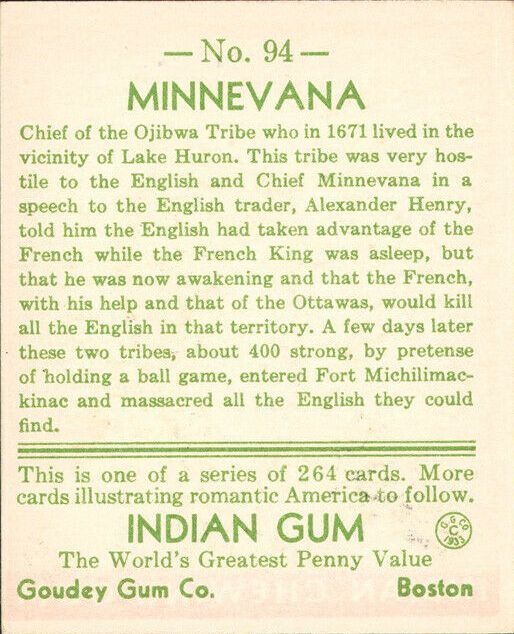 — No. 94 —
MINNEVANA
Chief of the Ojibwa Tribe who in 1671 lived in the
vicinity of Lake Huron. This tribe was very hos-
tile to the English and Chief Minnevana in a
speech to the English trader, Alexander Henry,
told him the English had taken advantage of the
French while the French King was asleep, but
that he was now awakening and that the French,
with his help and that of the Ottawas, would kill
all the English in that territory. A few days later
these two tribes, about 400 strong, by pretense
of holding a ball game, entered Fort Michilimac-
kinac and massacred all the English they could
find.
This is one of a series of 264 cards. More
cards illustrating romantic America to follow.
INDIAN GUM
G. G. CO.
C
1933
The World's Greatest Penny Value
Goudey Gum Co. Boston